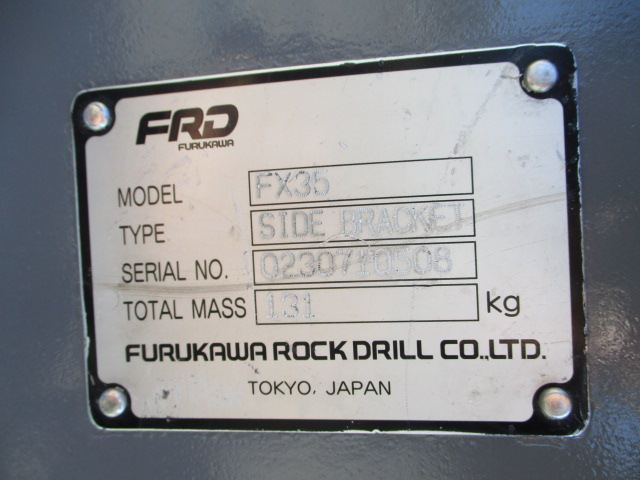 FRD
FURUKAWA
MODEL FX35
TYPE SIDE BRACKET
SERIAL NO. 0230710508
TOTAL MASS 131 kg
FURUKAWA ROCK DRILL CO.,LTD.
TOKYO, JAPAN